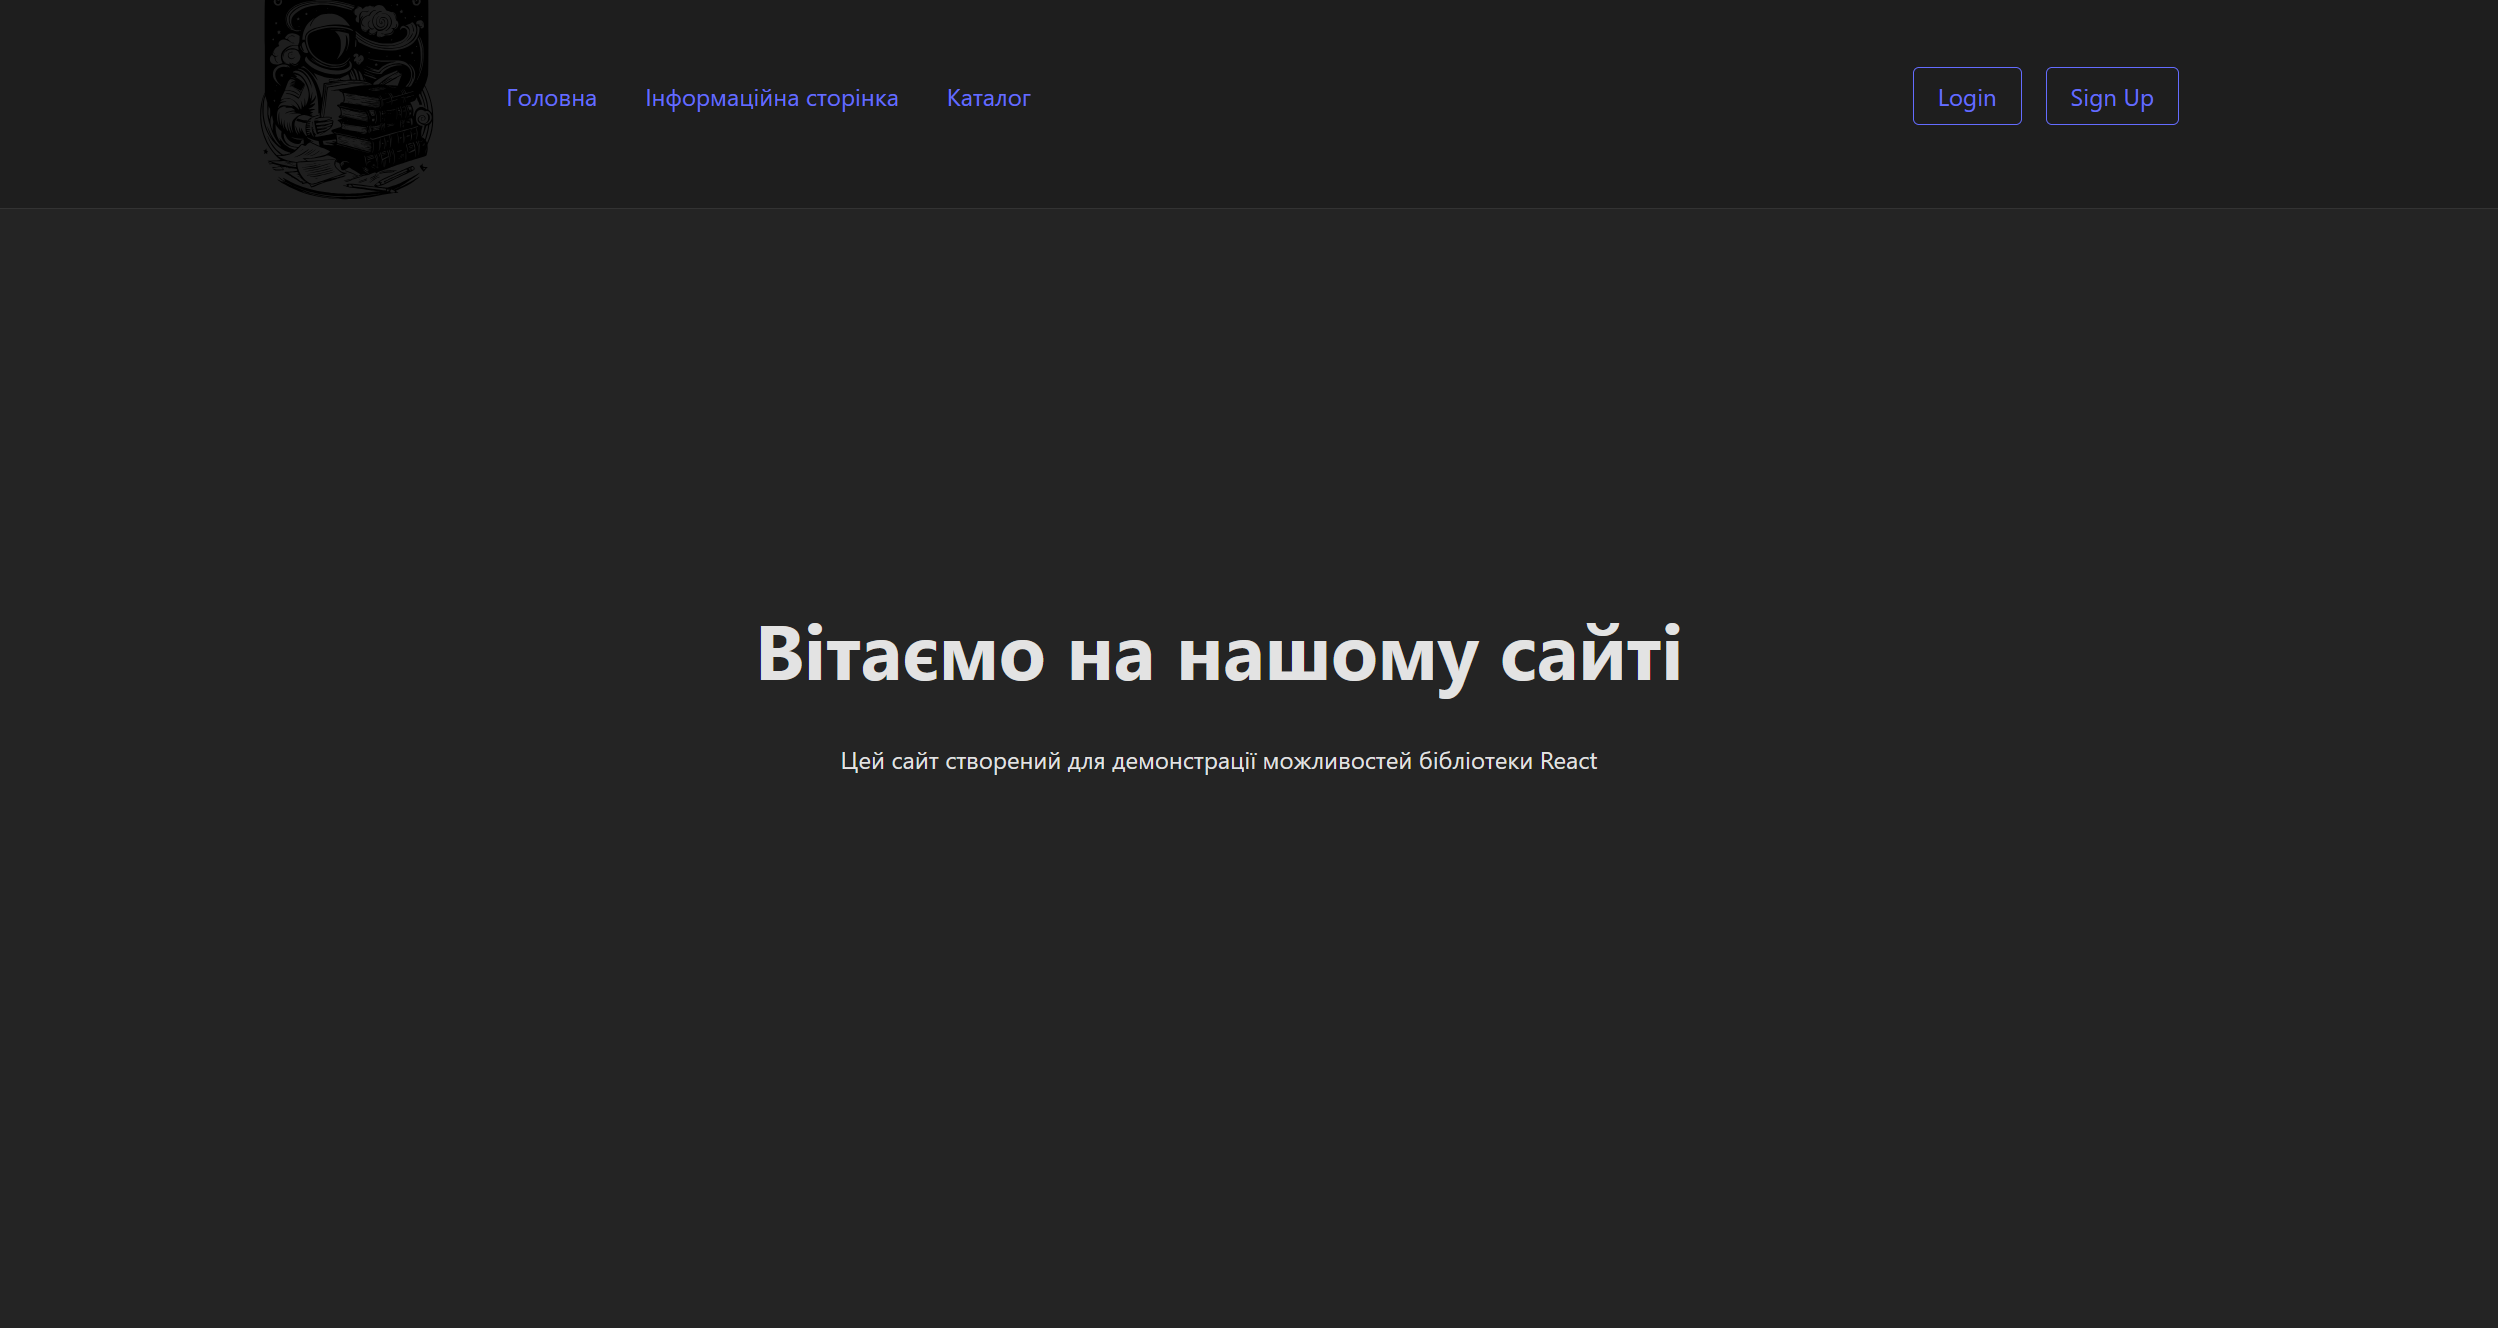 Головна
Інформаційна сторінка
Каталог
Login
Sign Up
Вітаємо на нашому сайті
Цей сайт створений для демонстрації можливостей бібліотеки React